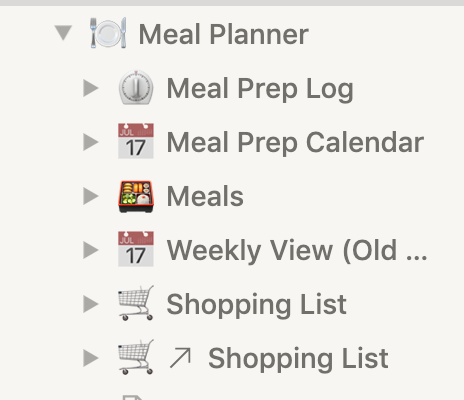 Meal Planner
Meal Prep Log
JUL 17 Meal Prep Calendar
Meals
JUL 17 Weekly View (Old ...
Shopping List
↗ Shopping List